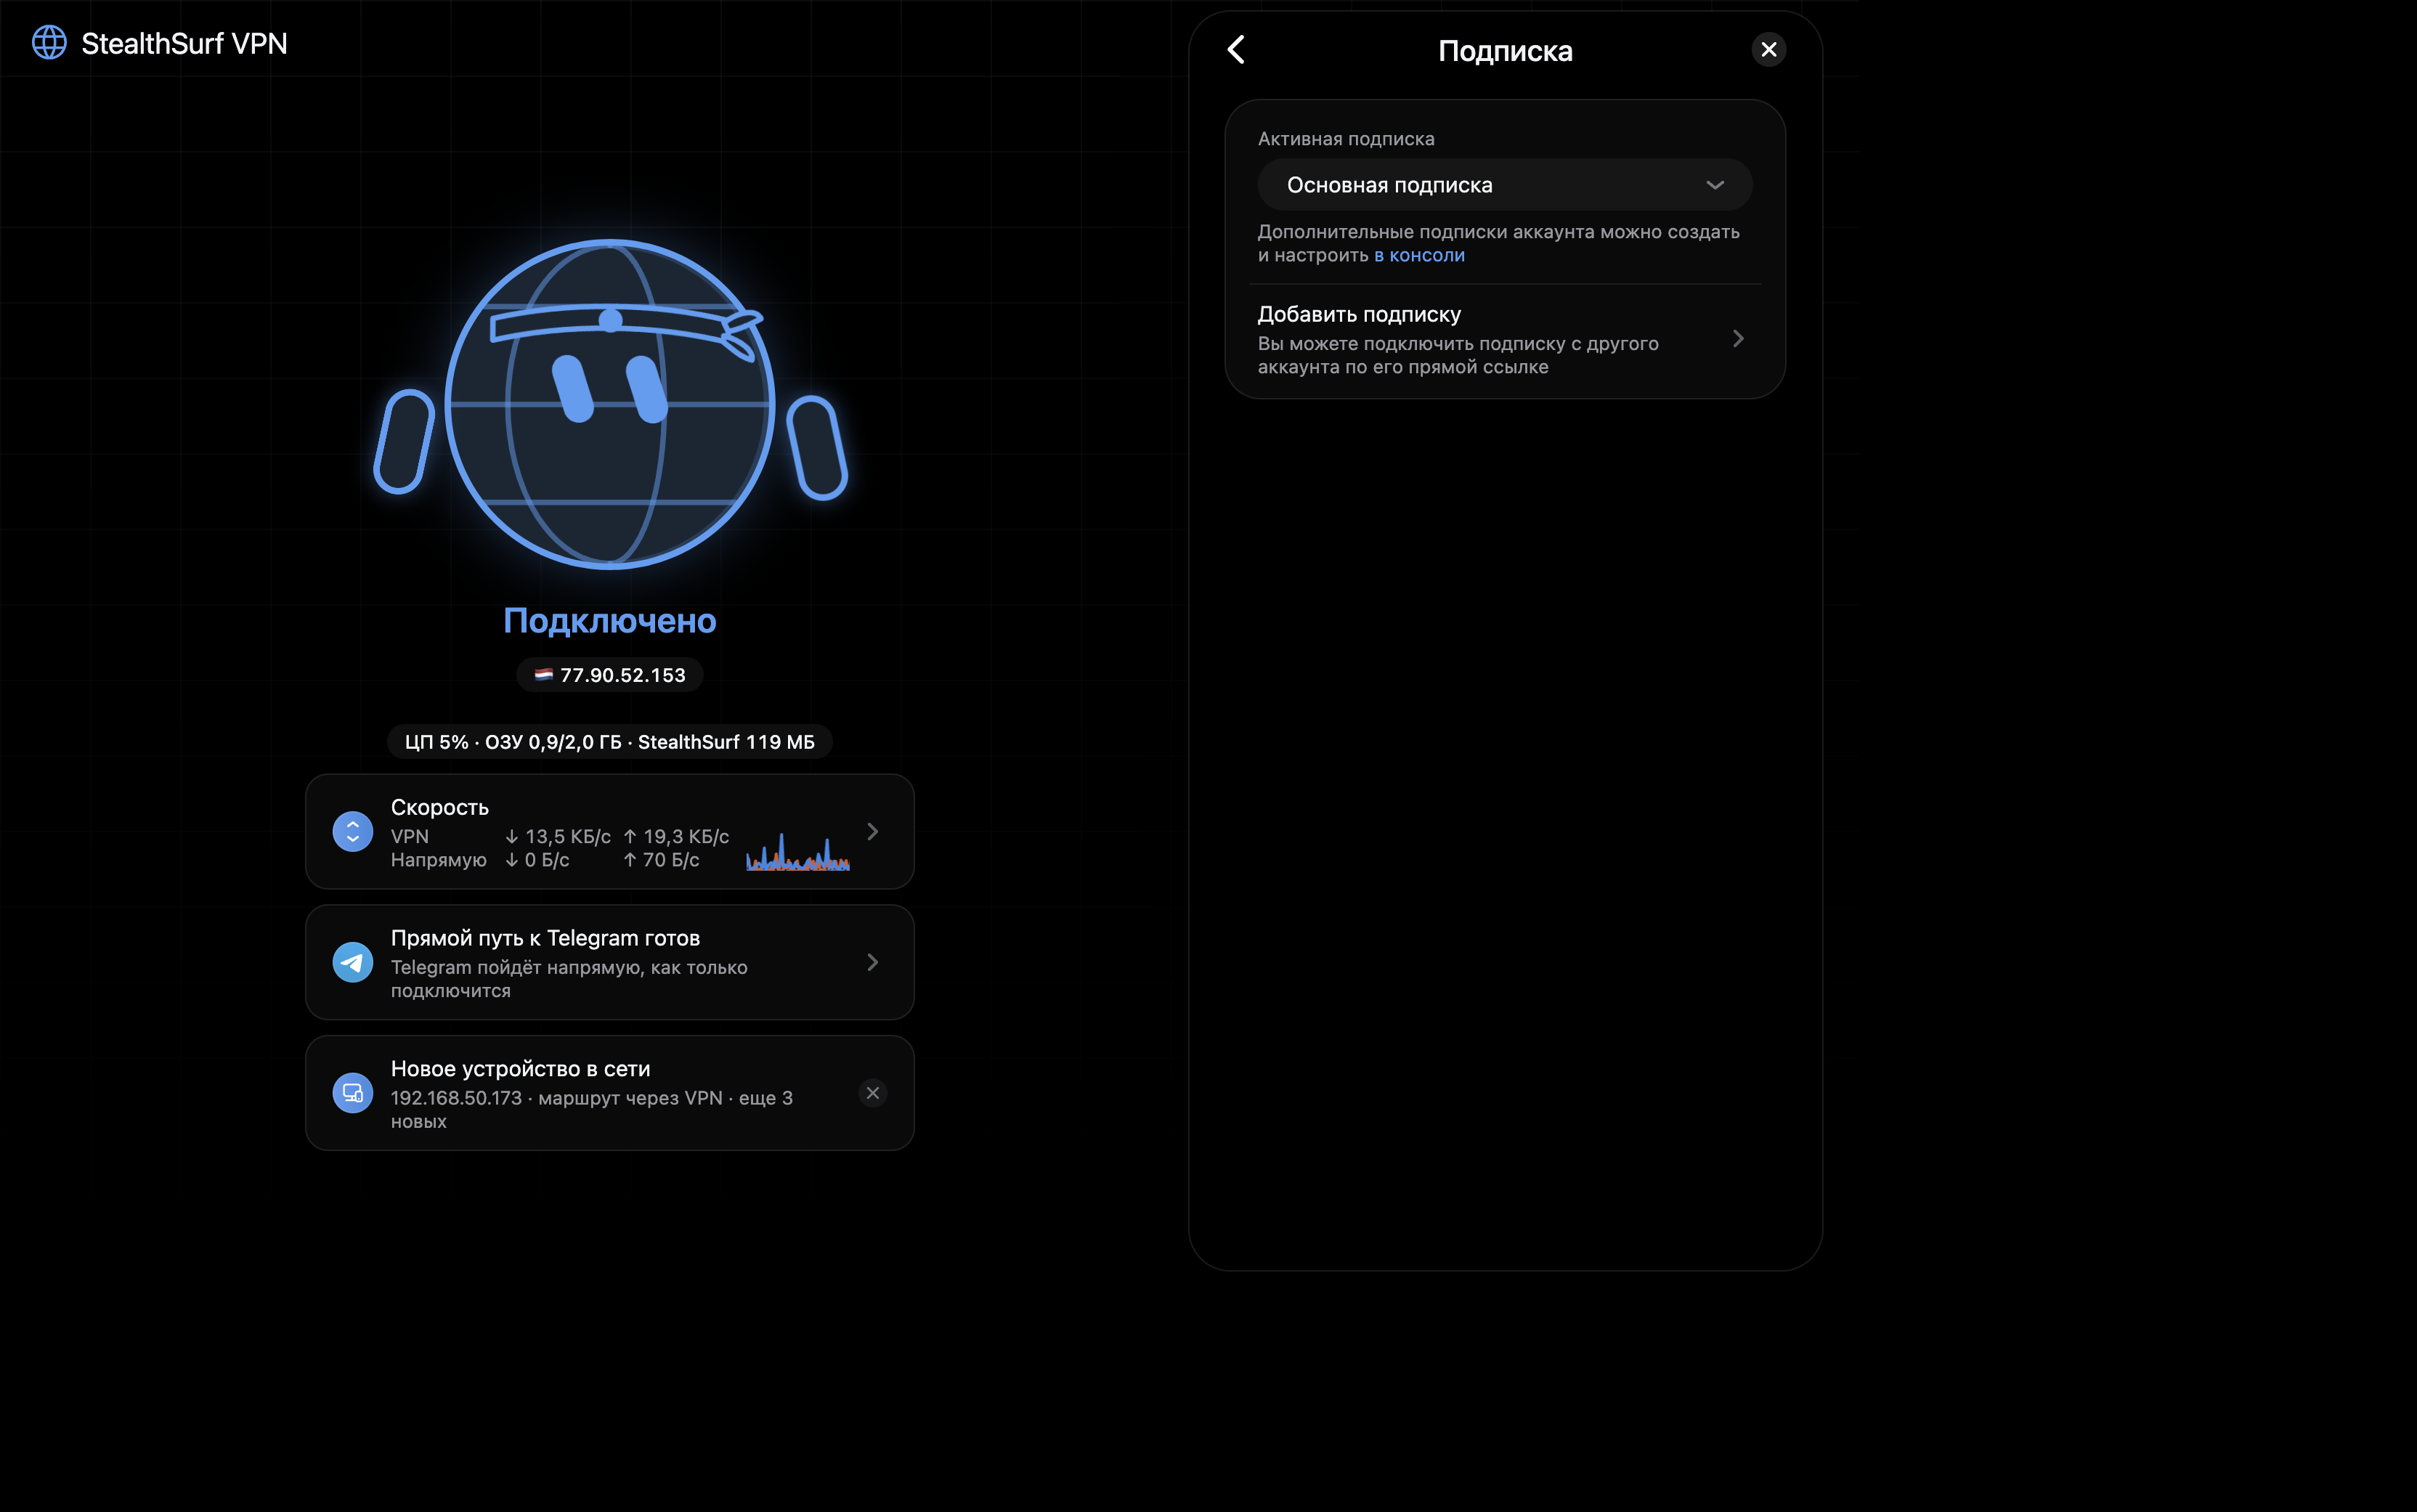 StealthSurf VPN
Подключено
77.90.52.153
ЦП 5% · ОЗУ 0,9/2,0 ГБ · StealthSurf 119 МБ
Скорость
VPN ↓ 13,5 КБ/с ↑ 19,3 КБ/с
Напрямую ↓ 0 Б/с ↑ 70 Б/с
Прямой путь к Telegram готов
Telegram пойдёт напрямую, как только
подключится
Новое устройство в сети
192.168.50.173 · маршрут через VPN · еще 3
новых
Подписка
Активная подписка
Основная подписка
Дополнительные подписки аккаунта можно создать
и настроить в консоли
Добавить подписку
Вы можете подключить подписку с другого
аккаунта по его прямой ссылке